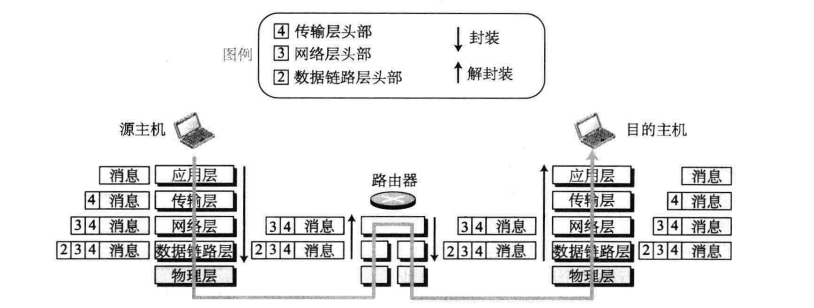 图例
4 传输层头部
3 网络层头部
2 数据链路层头部
封装
解封装
源主机
目的主机
路由器
消息 应用层 应用层 消息
4 消息 传输层 传输层 4 消息
3 4 消息 网络层 3 4 消息 3 4 消息 网络层 3 4 消息
2 3 4 消息 数据链路层 2 3 4 消息 2 3 4 消息 数据链路层 2 3 4 消息
物理层 物理层